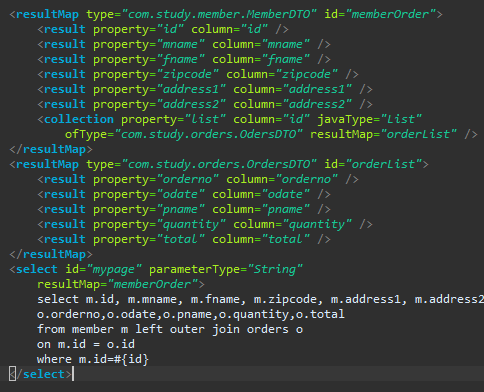 <resultMap type="com.study.member.MemberDTO" id="memberOrder">
<result property="id" column="id" />
<result property="mname" column="mname" />
<result property="fname" column="fname" />
<result property="zipcode" column="zipcode" />
<result property="address1" column="address1" />
<result property="address2" column="address2" />
<collection property="list" column="id" javaType="List"
ofType="com.study.orders.OdersDTO" resultMap="orderList" />
</resultMap>
<resultMap type="com.study.orders.OrdersDTO" id="orderList">
<result property="orderno" column="orderno" />
<result property="odate" column="odate" />
<result property="pname" column="pname" />
<result property="quantity" column="quantity" />
<result property="total" column="total" />
</resultMap>
<select id="mypage" parameterType="String"
resultMap="memberOrder">
select m.id, m.mname, m.fname, m.zipcode, m.address1, m.address2
o.orderno,o.odate,o.pname,o.quantity,o.total
from member m left outer join orders o
on m.id = o.id
where m.id=#{id}
</select>